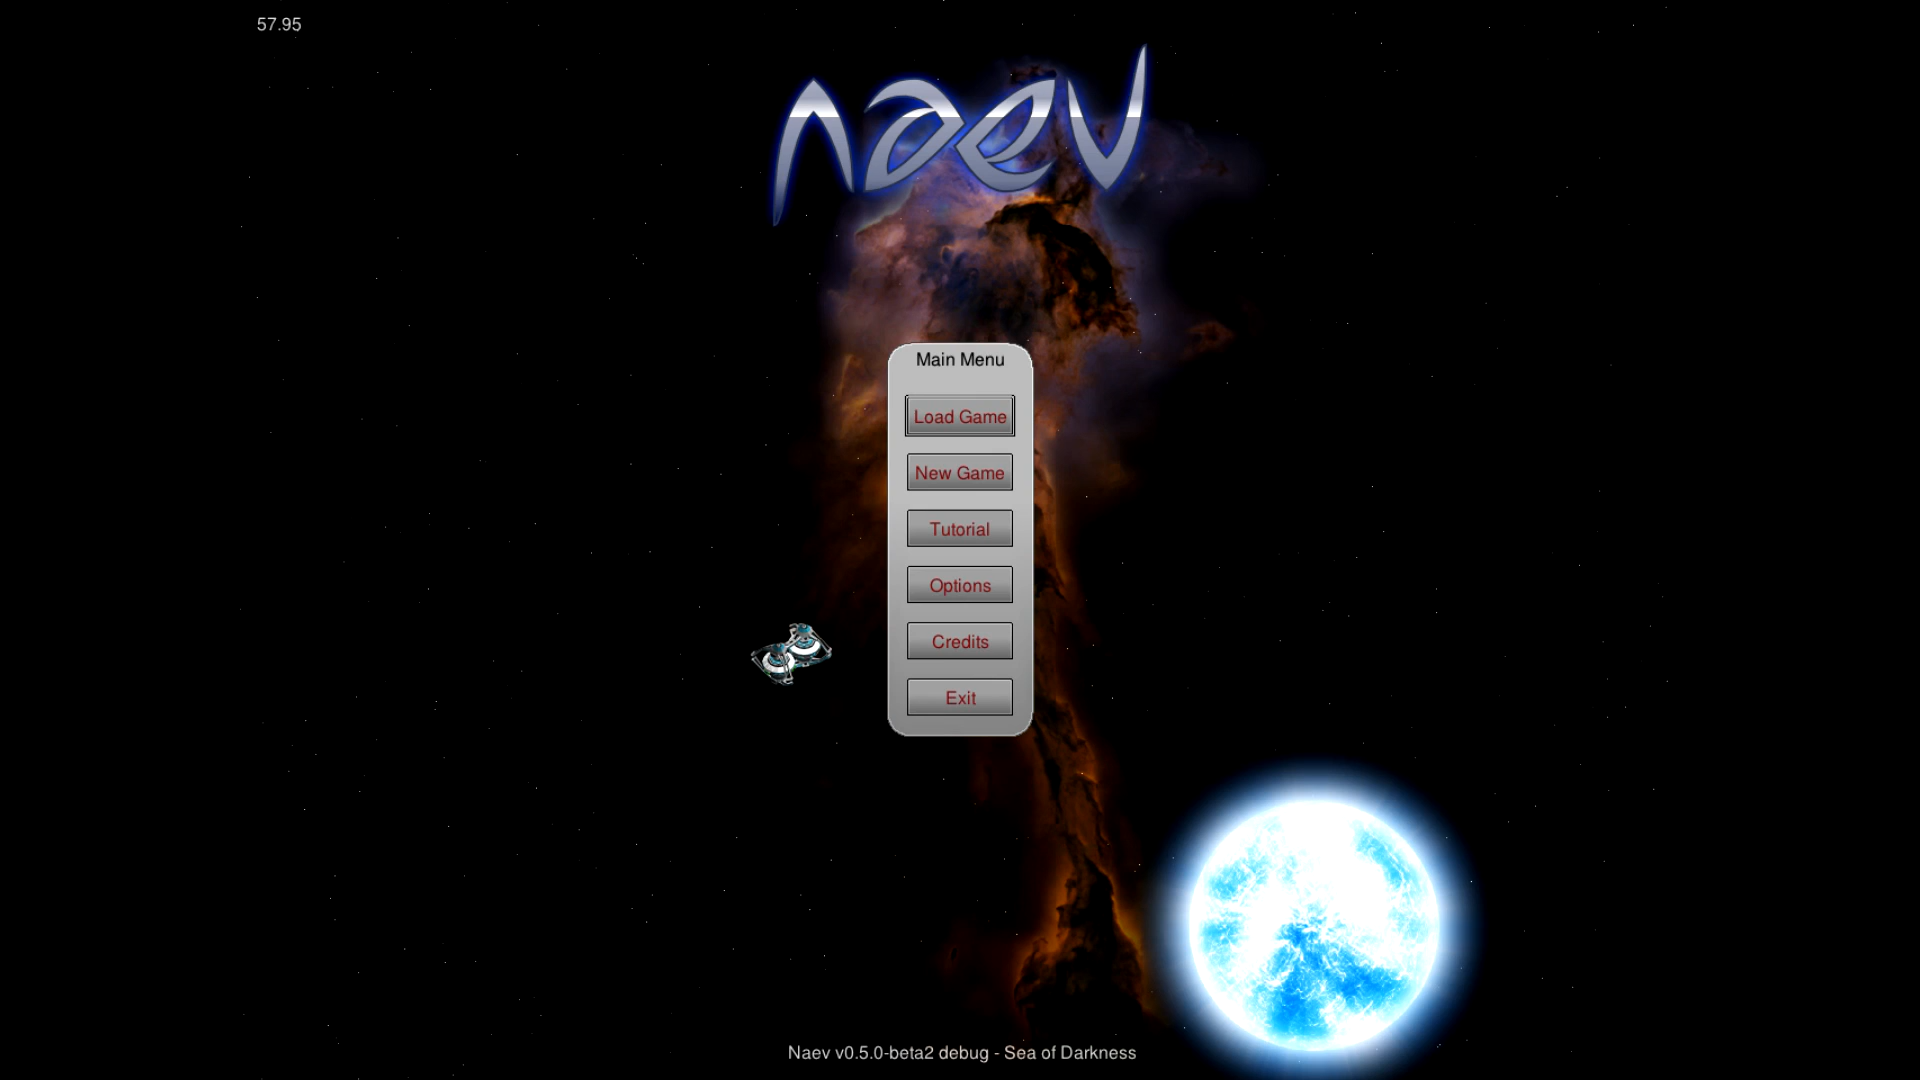 57.95
naev
Main Menu
Load Game
New Game
Tutorial
Options
Credits
Exit
Naev v0.5.0-beta2 debug - Sea of Darkness